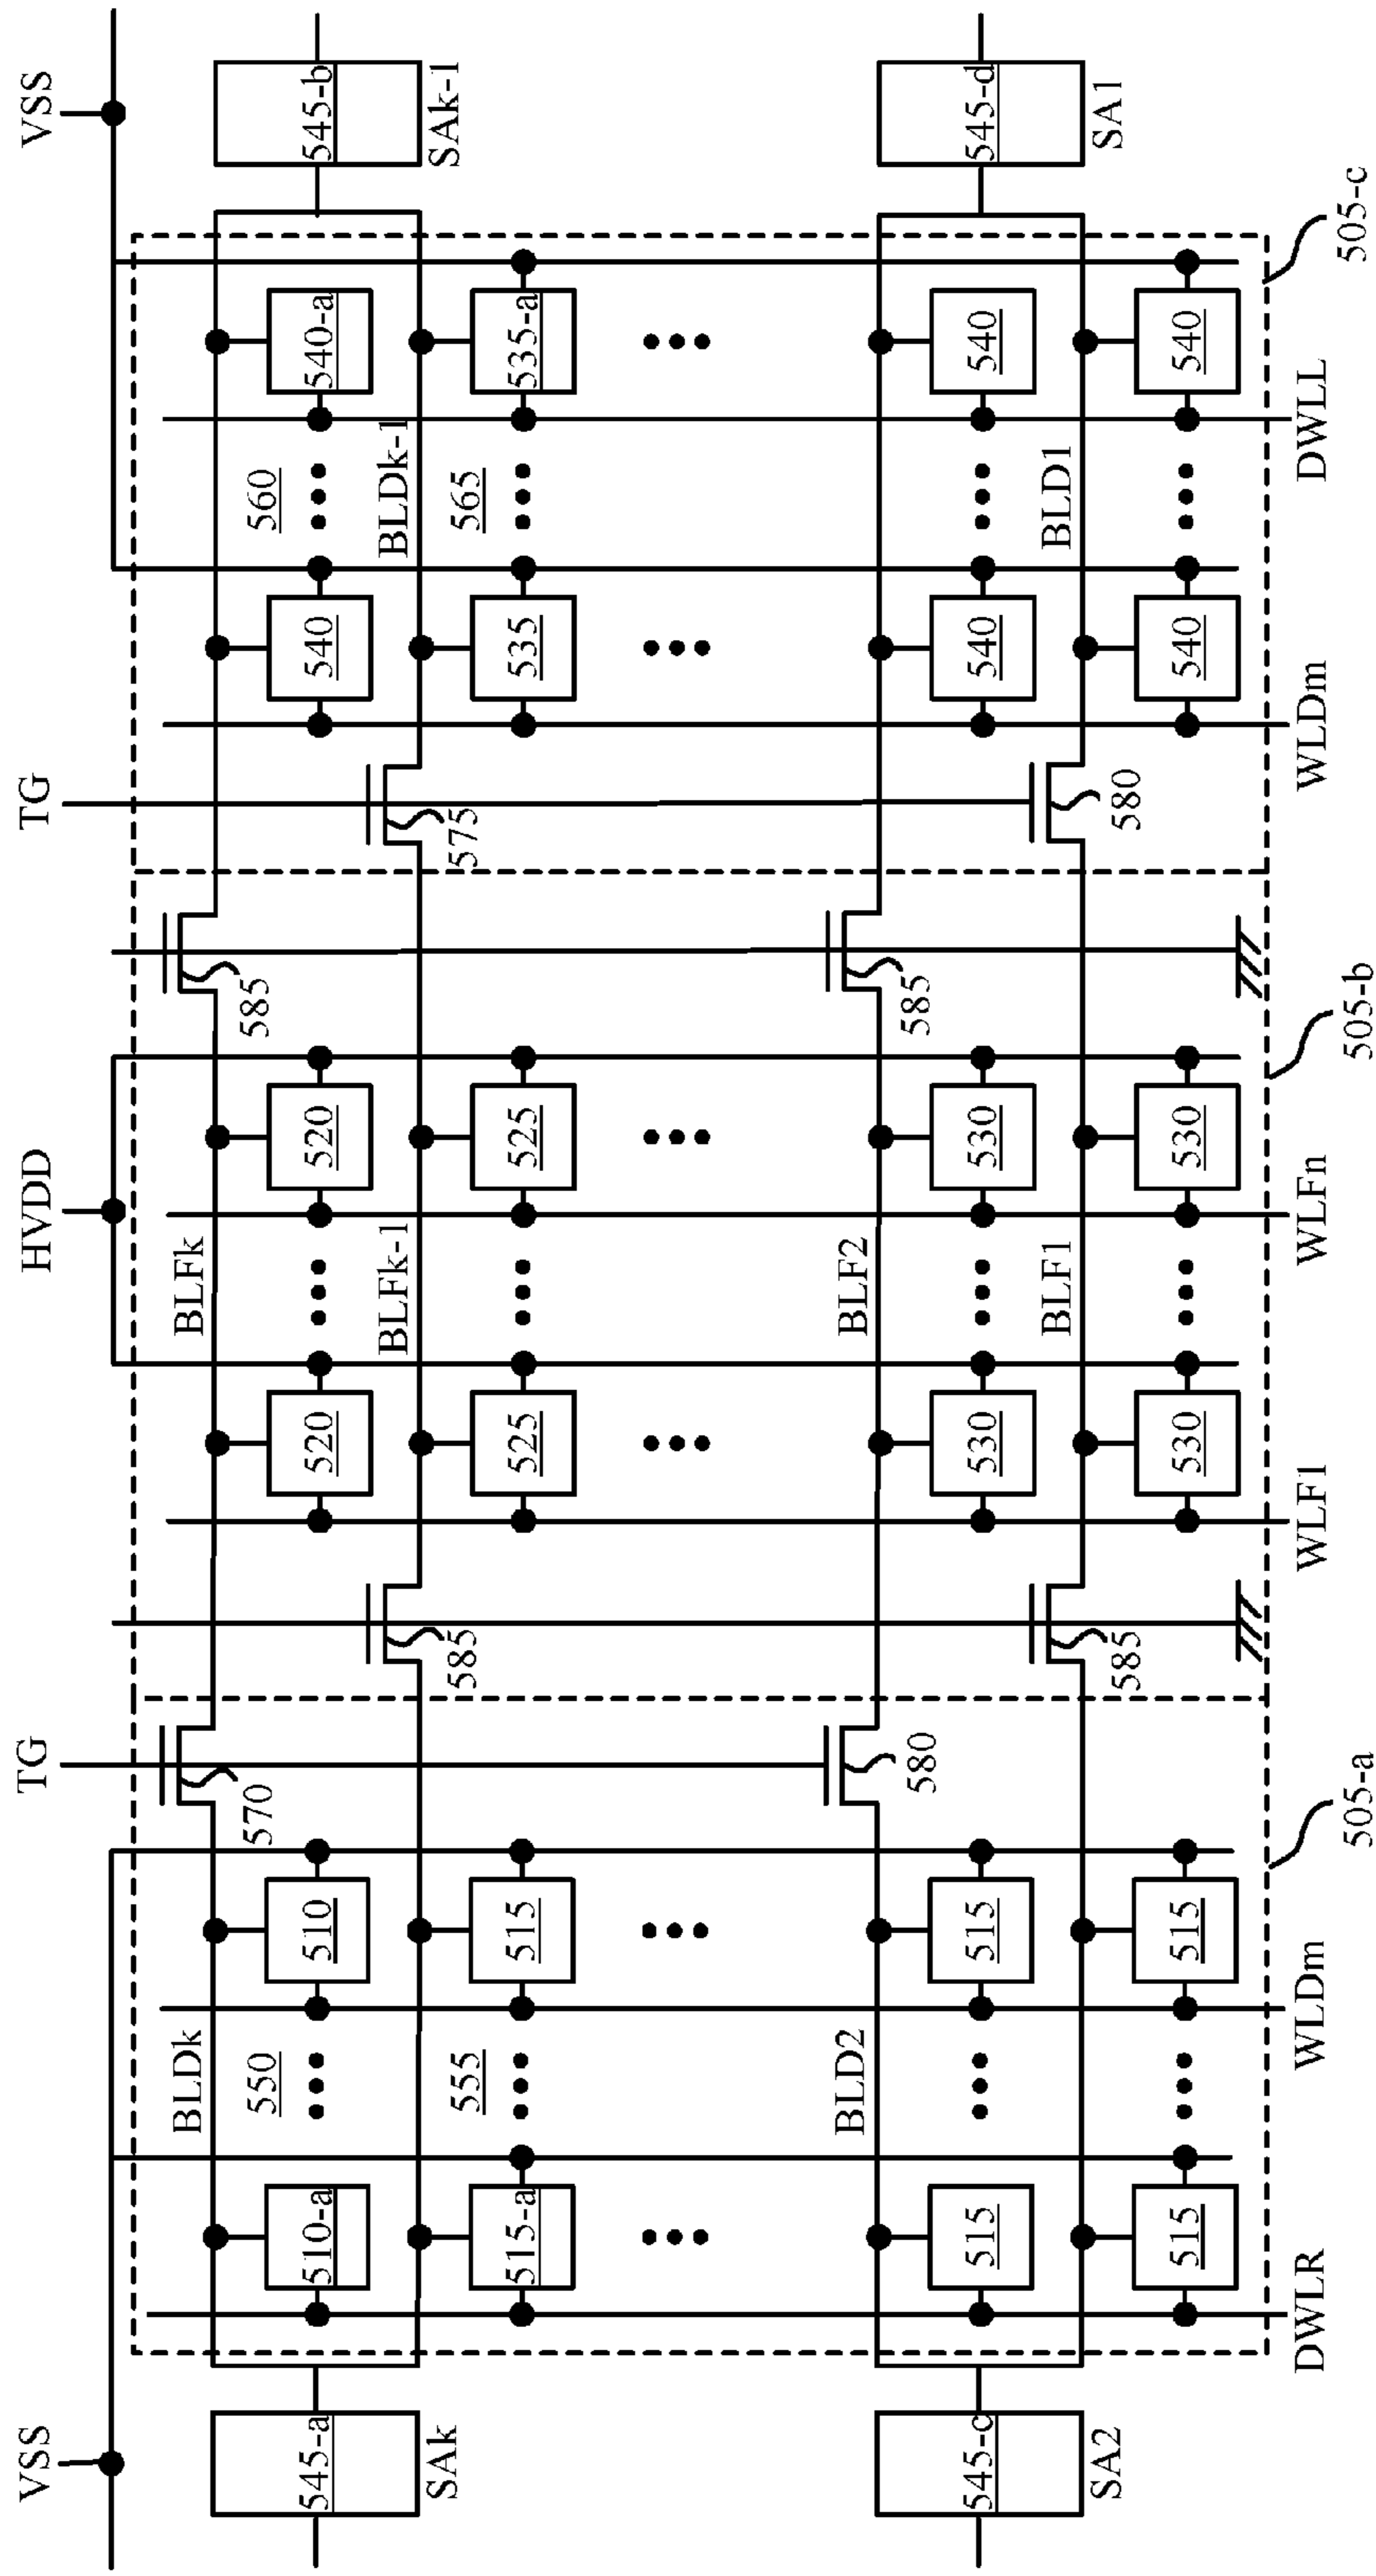 VSS TG HVDD TG VSS
BLDk BLFk
550 570 585 560
545-a 510-a 510 520 520 540 540-a 545-b
BLFk-1 BLDk-1
SAk SAk-1
555 585 575 565
515-a 515 525 525 535 535-a
BLD2 BLF2
580 585
545-c 515 515 530 530 540 540 545-d
BLF1 BLD1
SA2 585 580 SA1
515 515 530 530 540 540
DWLR WLDm WLF1 WLFn WLDm DWLL
505-a 505-b 505-c